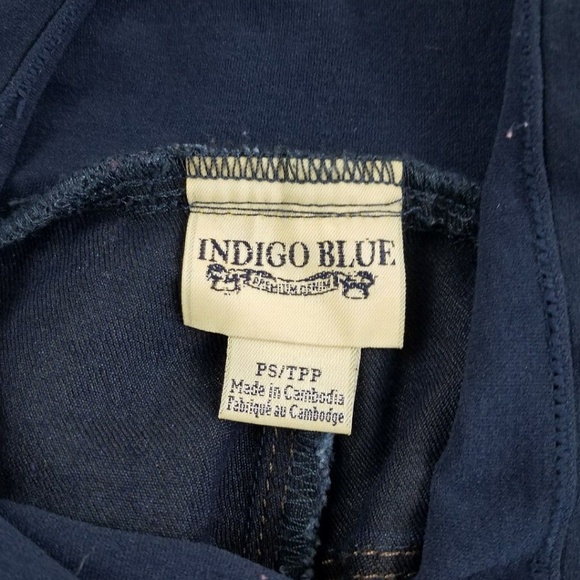 INDIGO BLUE
PREMIUM DENIM
PS/TPP
Made in Cambodia
Fabriqué au Cambodge